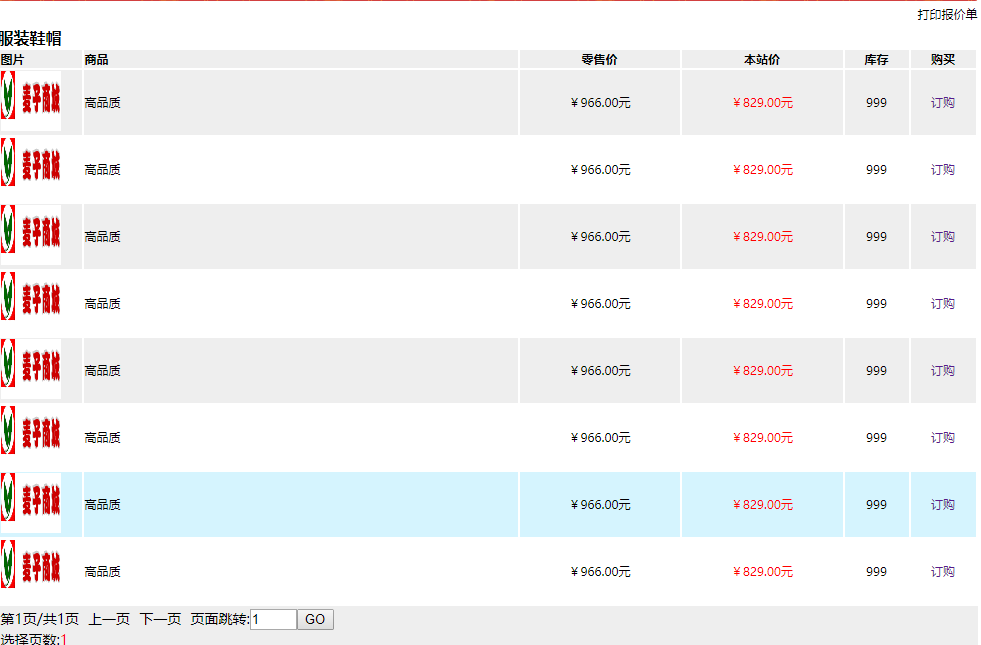 打印报价单
服装鞋帽
图片 商品 零售价 本站价 库存 购买
麦子商城 高品质 ￥966.00元 ￥829.00元 999 订购
麦子商城 高品质 ￥966.00元 ￥829.00元 999 订购
麦子商城 高品质 ￥966.00元 ￥829.00元 999 订购
麦子商城 高品质 ￥966.00元 ￥829.00元 999 订购
麦子商城 高品质 ￥966.00元 ￥829.00元 999 订购
麦子商城 高品质 ￥966.00元 ￥829.00元 999 订购
麦子商城 高品质 ￥966.00元 ￥829.00元 999 订购
麦子商城 高品质 ￥966.00元 ￥829.00元 999 订购
第1页/共1页 上一页 下一页 页面跳转:1 GO
选择页数:1